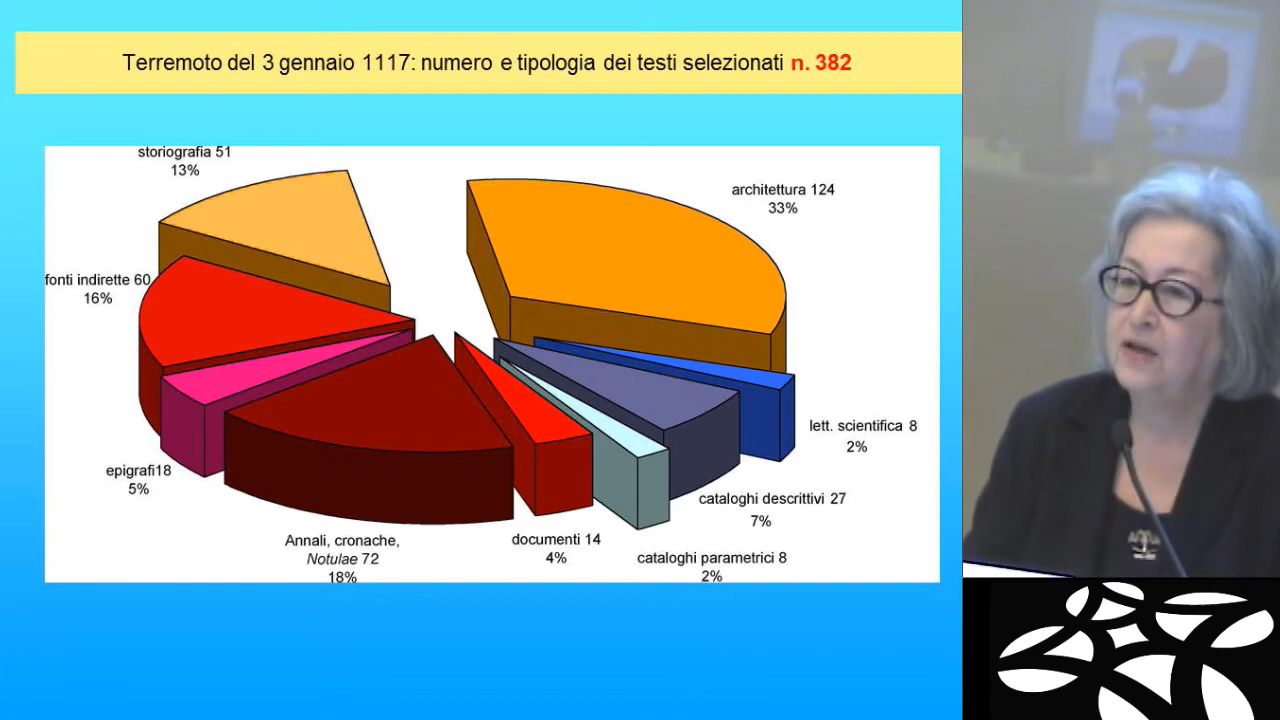 Terremoto del 3 gennaio 1117: numero e tipologia dei testi selezionati n. 382
storiografia 51
13%
architettura 124
33%
fonti indirette 60
16%
lett. scientifica 8
2%
epigrafi18
5%
cataloghi descrittivi 27
7%
Annali, cronache,
Notulae 72
18%
documenti 14
4%
cataloghi parametrici 8
2%